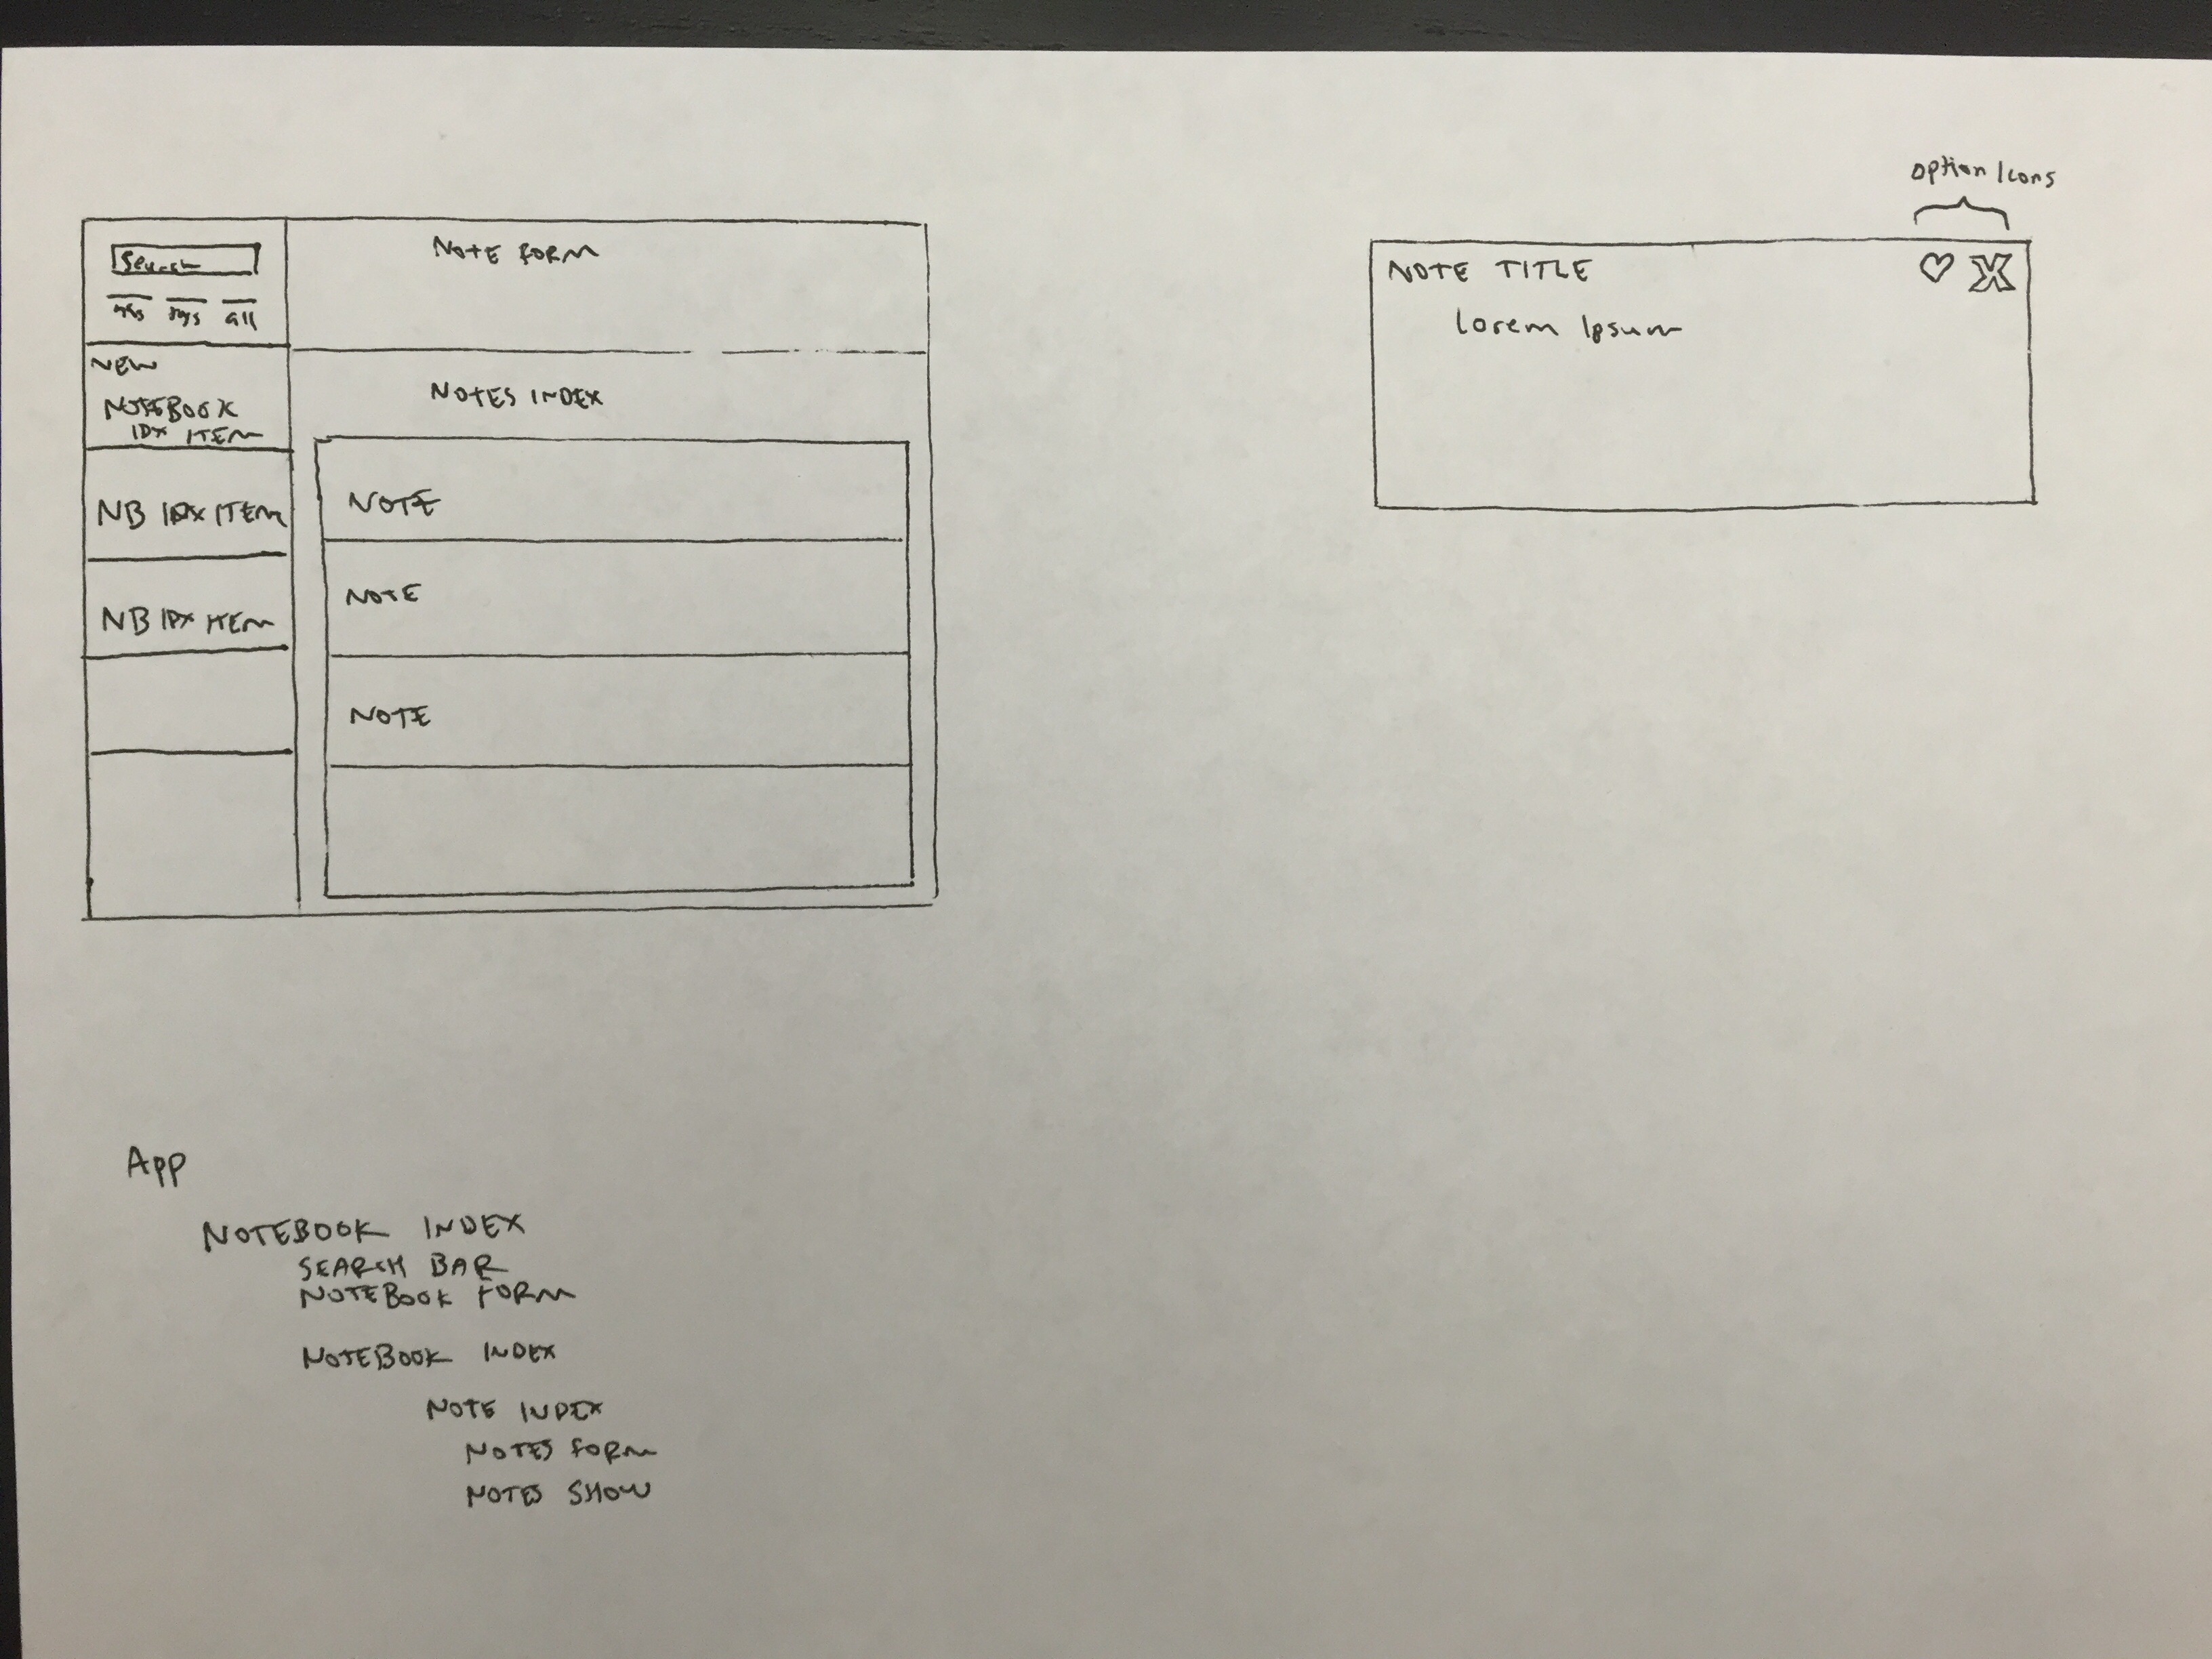 Search
all
NOTE FORM
NEW
NOTEBOOK
IDX ITEM
NOTES INDEX
NB IDX ITEM
NOTE
NB IDX ITEM
NOTE
NOTE
option Icons
NOTE TITLE
Lorem Ipsum
App
NOTEBOOK INDEX
SEARCH BAR
NOTEBOOK FORM
NOTEBOOK INDEX
NOTE INDEX
NOTES FORM
NOTES SHOW